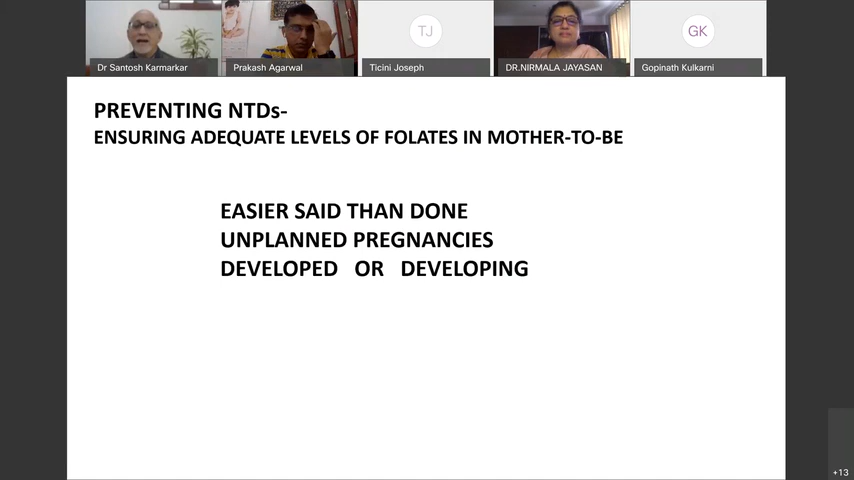 TJ
GK
Dr Santosh Karmarkar
Prakash Agarwal
Ticini Joseph
DR.NIRMALA JAYASAN
Gopinath Kulkarni
PREVENTING NTDs-
ENSURING ADEQUATE LEVELS OF FOLATES IN MOTHER-TO-BE
EASIER SAID THAN DONE
UNPLANNED PREGNANCIES
DEVELOPED OR DEVELOPING
+13